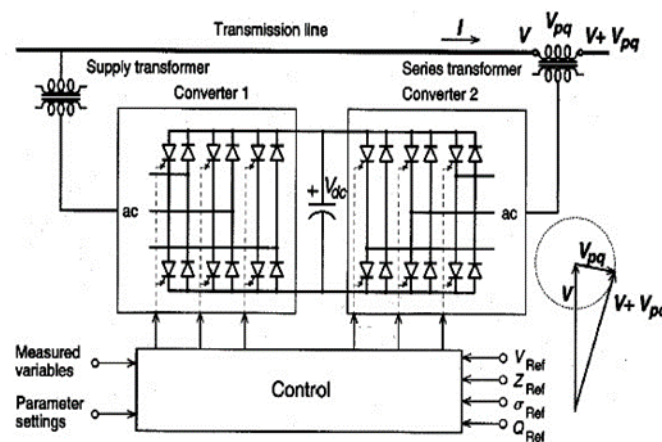 Transmission line
I
V
Vpq
V+ Vpq
Supply transformer
Series transformer
Converter 1
Converter 2
+ Vdc
ac
ac
Vpq
V
V+ Vpq
Measured variables
Parameter settings
Control
VRef
ZRef
σRef
QRef